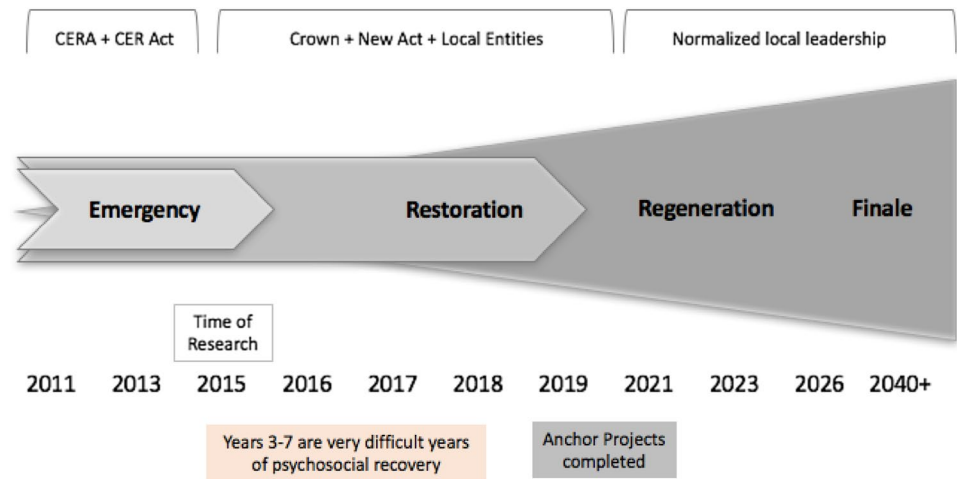 CERA + CER Act
Crown + New Act + Local Entities
Normalized local leadership
Emergency
Restoration
Regeneration
Finale
Time of
Research
2011
2013
2015
2016
2017
2018
2019
2021
2023
2026
2040+
Years 3-7 are very difficult years
of psychosocial recovery
Anchor Projects
completed